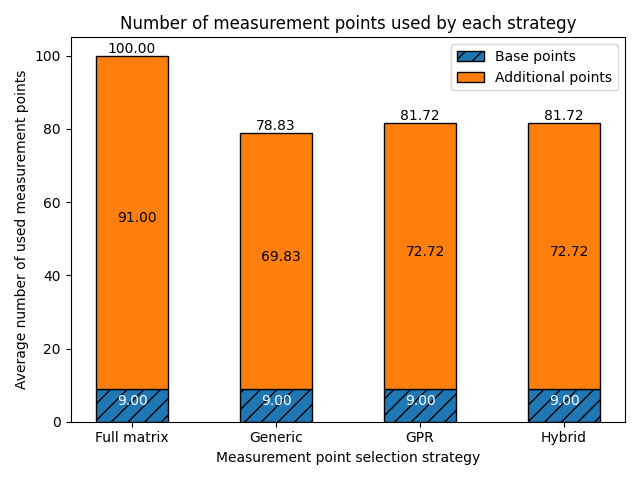 Number of measurement points used by each strategy
Base points
Additional points
Average number of used measurement points
100
80
60
40
20
0
100.00
78.83
81.72
81.72
91.00
69.83
72.72
72.72
9.00
9.00
9.00
9.00
Full matrix
Generic
GPR
Hybrid
Measurement point selection strategy